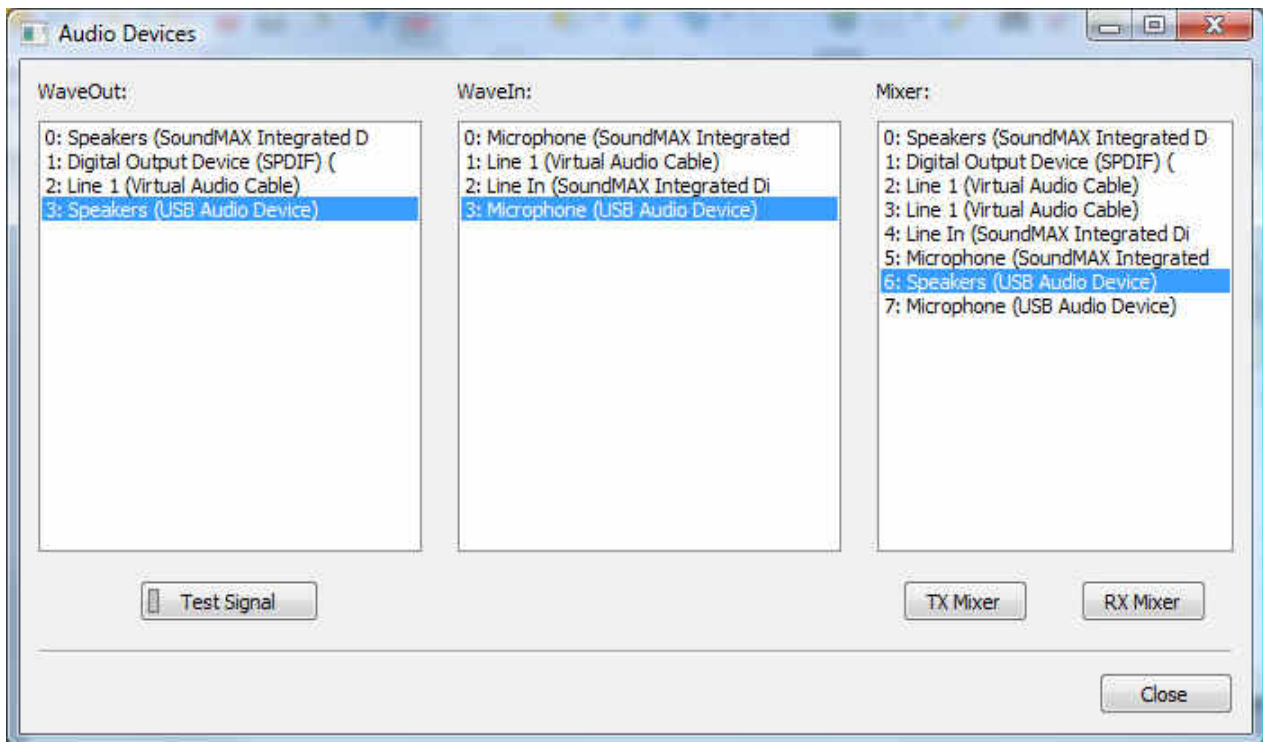 Audio Devices
WaveOut:
0: Speakers (SoundMAX Integrated D
1: Digital Output Device (SPDIF) (
2: Line 1 (Virtual Audio Cable)
3: Speakers (USB Audio Device)
WaveIn:
0: Microphone (SoundMAX Integrated
1: Line 1 (Virtual Audio Cable)
2: Line In (SoundMAX Integrated Di
3: Microphone (USB Audio Device)
Mixer:
0: Speakers (SoundMAX Integrated D
1: Digital Output Device (SPDIF) (
2: Line 1 (Virtual Audio Cable)
3: Line 1 (Virtual Audio Cable)
4: Line In (SoundMAX Integrated Di
5: Microphone (SoundMAX Integrated
6: Speakers (USB Audio Device)
7: Microphone (USB Audio Device)
Test Signal
TX Mixer
RX Mixer
Close